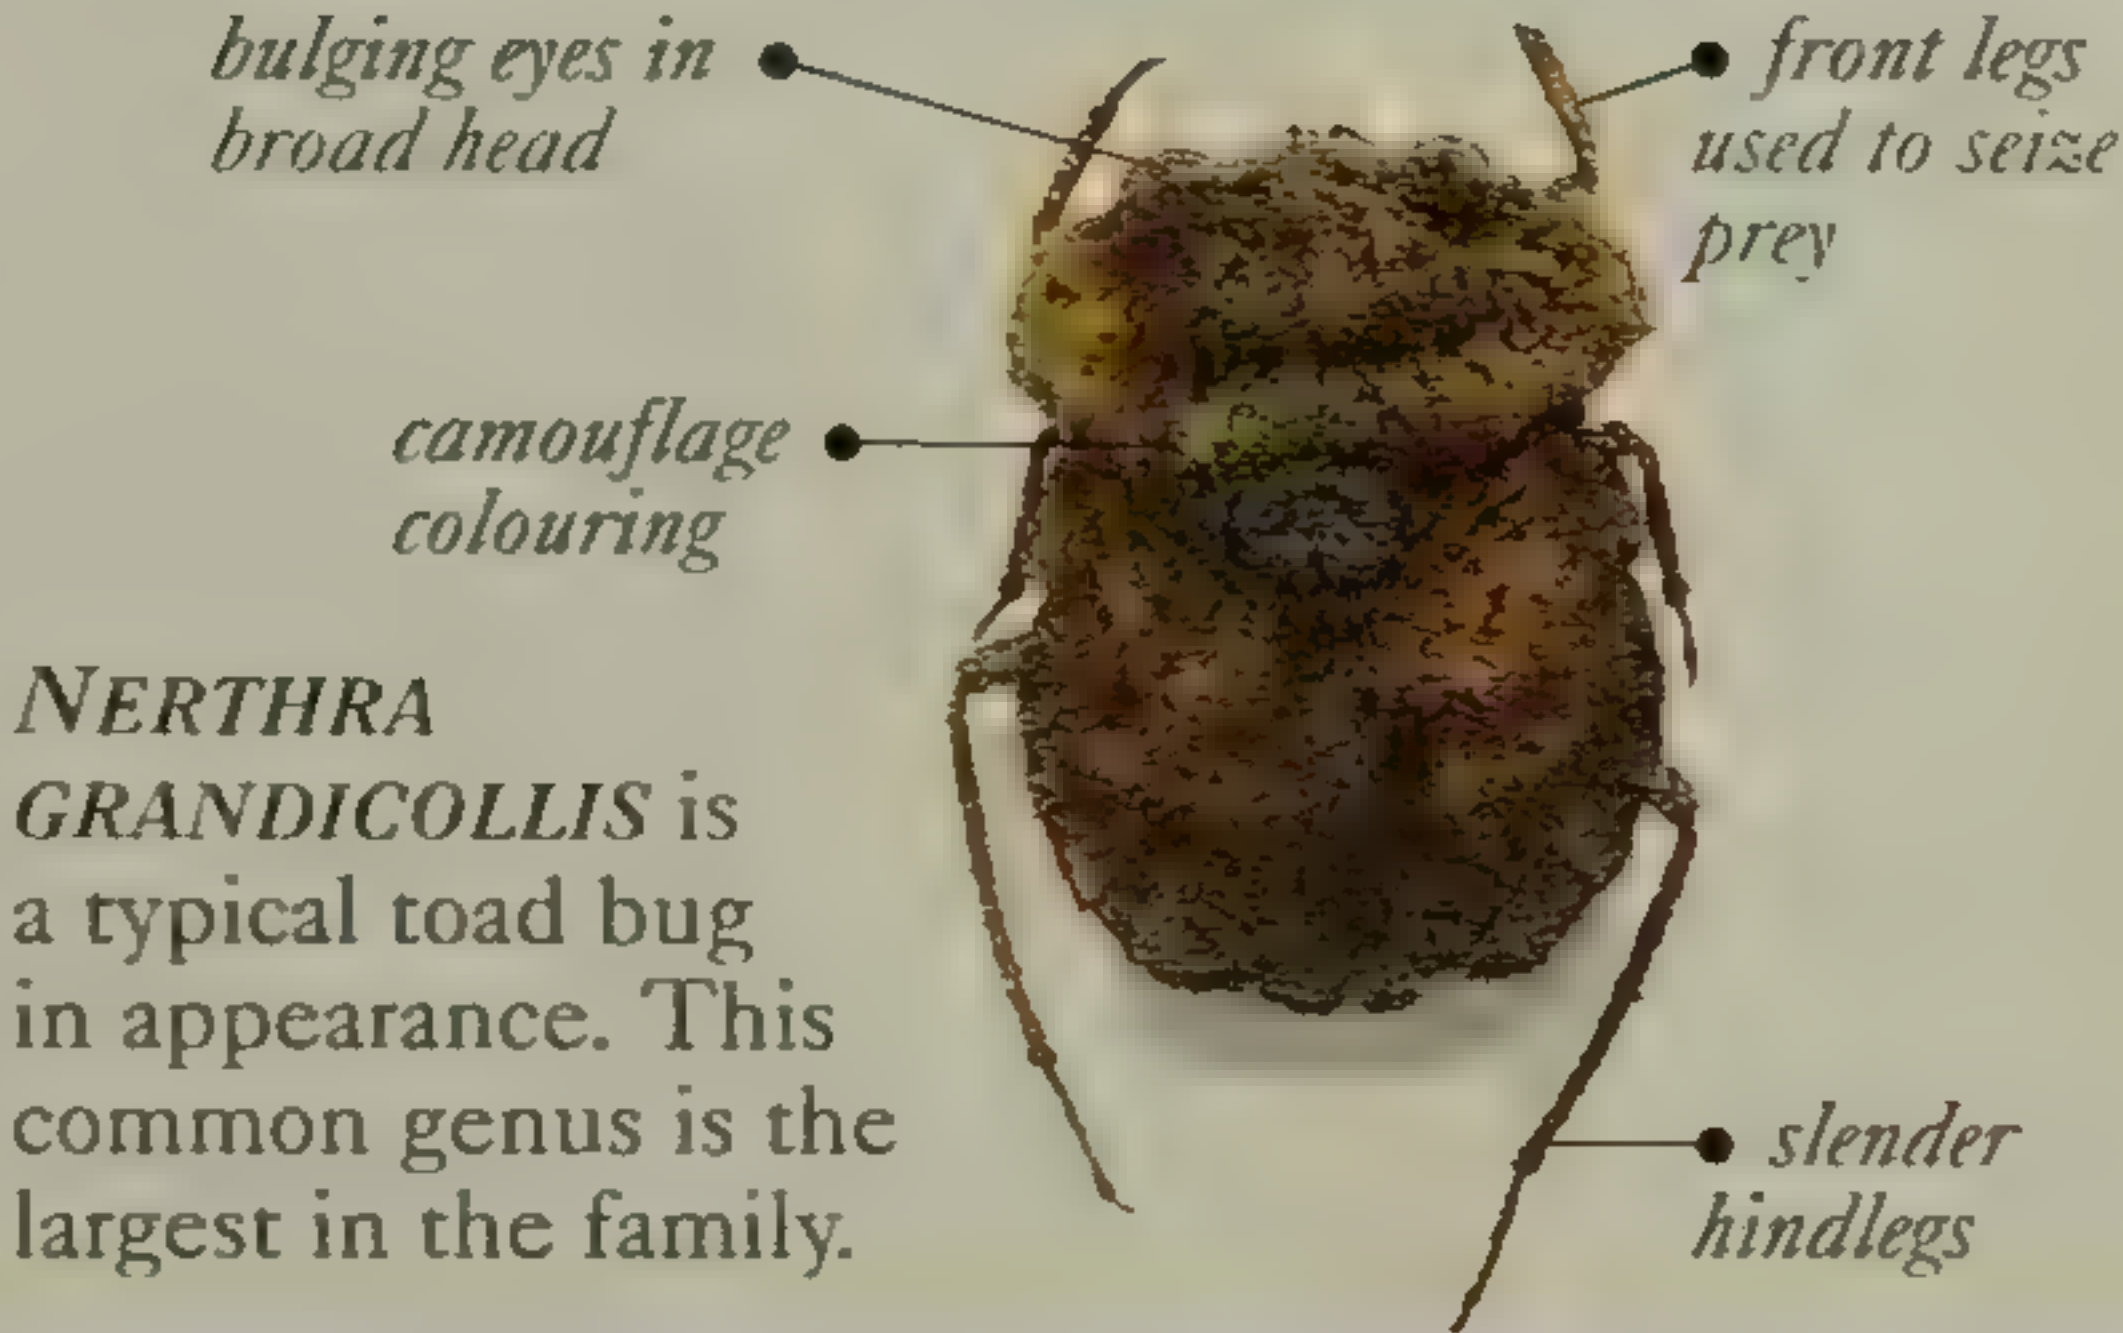 bulging eyes in
broad head
front legs
used to seize
prey
camouflage
colouring
NERTHRA
GRANDICOLLIS is
a typical toad bug
in appearance. This
common genus is the
largest in the family.
slender
hindlegs